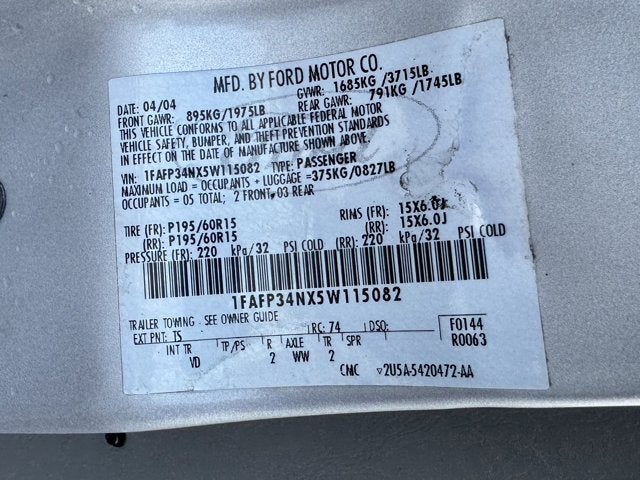 MFD. BY FORD MOTOR CO.
DATE: 04/04 GVWR: 1685KG /3715LB
FRONT GAWR: 895KG/1975LB REAR GAWR: 791KG /1745LB
THIS VEHICLE CONFORMS TO ALL APPLICABLE FEDERAL MOTOR
VEHICLE SAFETY, BUMPER, AND THEFT PREVENTION STANDARDS
IN EFFECT ON THE DATE OF MANUFACTURE SHOWN ABOVE.
VIN: 1FAFP34NX5W115082 TYPE: PASSENGER
MAXIMUM LOAD = OCCUPANTS + LUGGAGE =375KG/0827LB
OCCUPANTS = 05 TOTAL; 2 FRONT, 03 REAR
TIRE (FR): P195/60R15 RIMS (FR): 15X6.0J
(RR): P195/60R15 (RR): 15X6.0J
PRESSURE (FR): 220 kPa/32 PSI COLD (RR): 220 kPa/32 PSI COLD
1FAFP34NX5W115082
TRAILER TOWING - SEE OWNER GUIDE
EXT PNT: TS RC: 74 DSO: F0144
INT TR TP/PS R AXLE TR SPR R0063
VD 2 WW 2
CMC ▽2U5A-5420472-AA